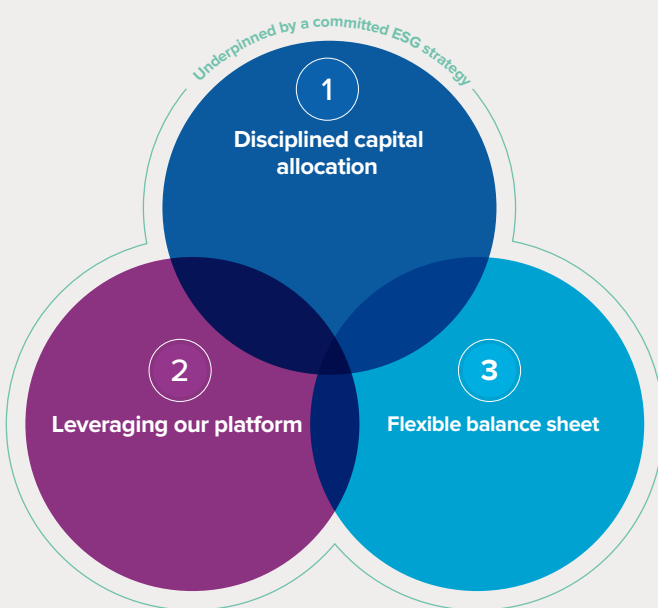 Underpinned by a committed ESG strategy
1
Disciplined capital
allocation
2
Leveraging our platform
3
Flexible balance sheet